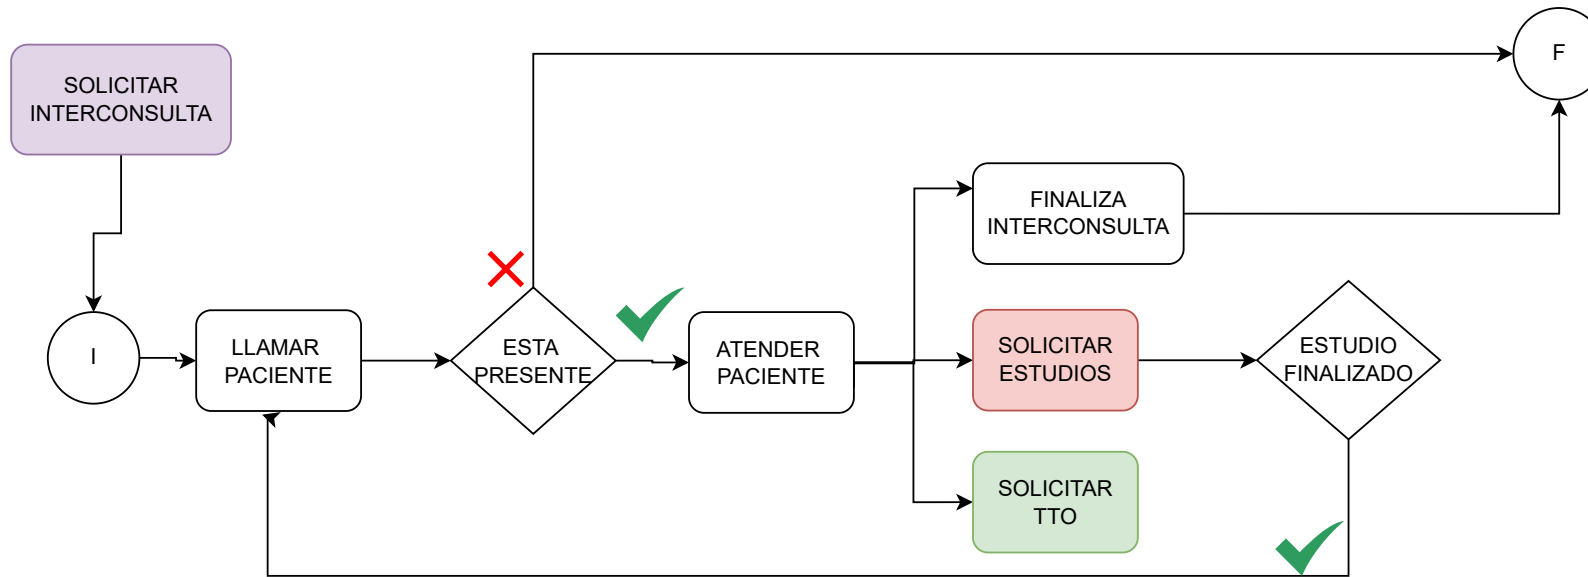 SOLICITAR
INTERCONSULTA
F
FINALIZA
INTERCONSULTA
I
LLAMAR
PACIENTE
ESTA
PRESENTE
ATENDER
PACIENTE
SOLICITAR
ESTUDIOS
ESTUDIO
FINALIZADO
SOLICITAR
TTO